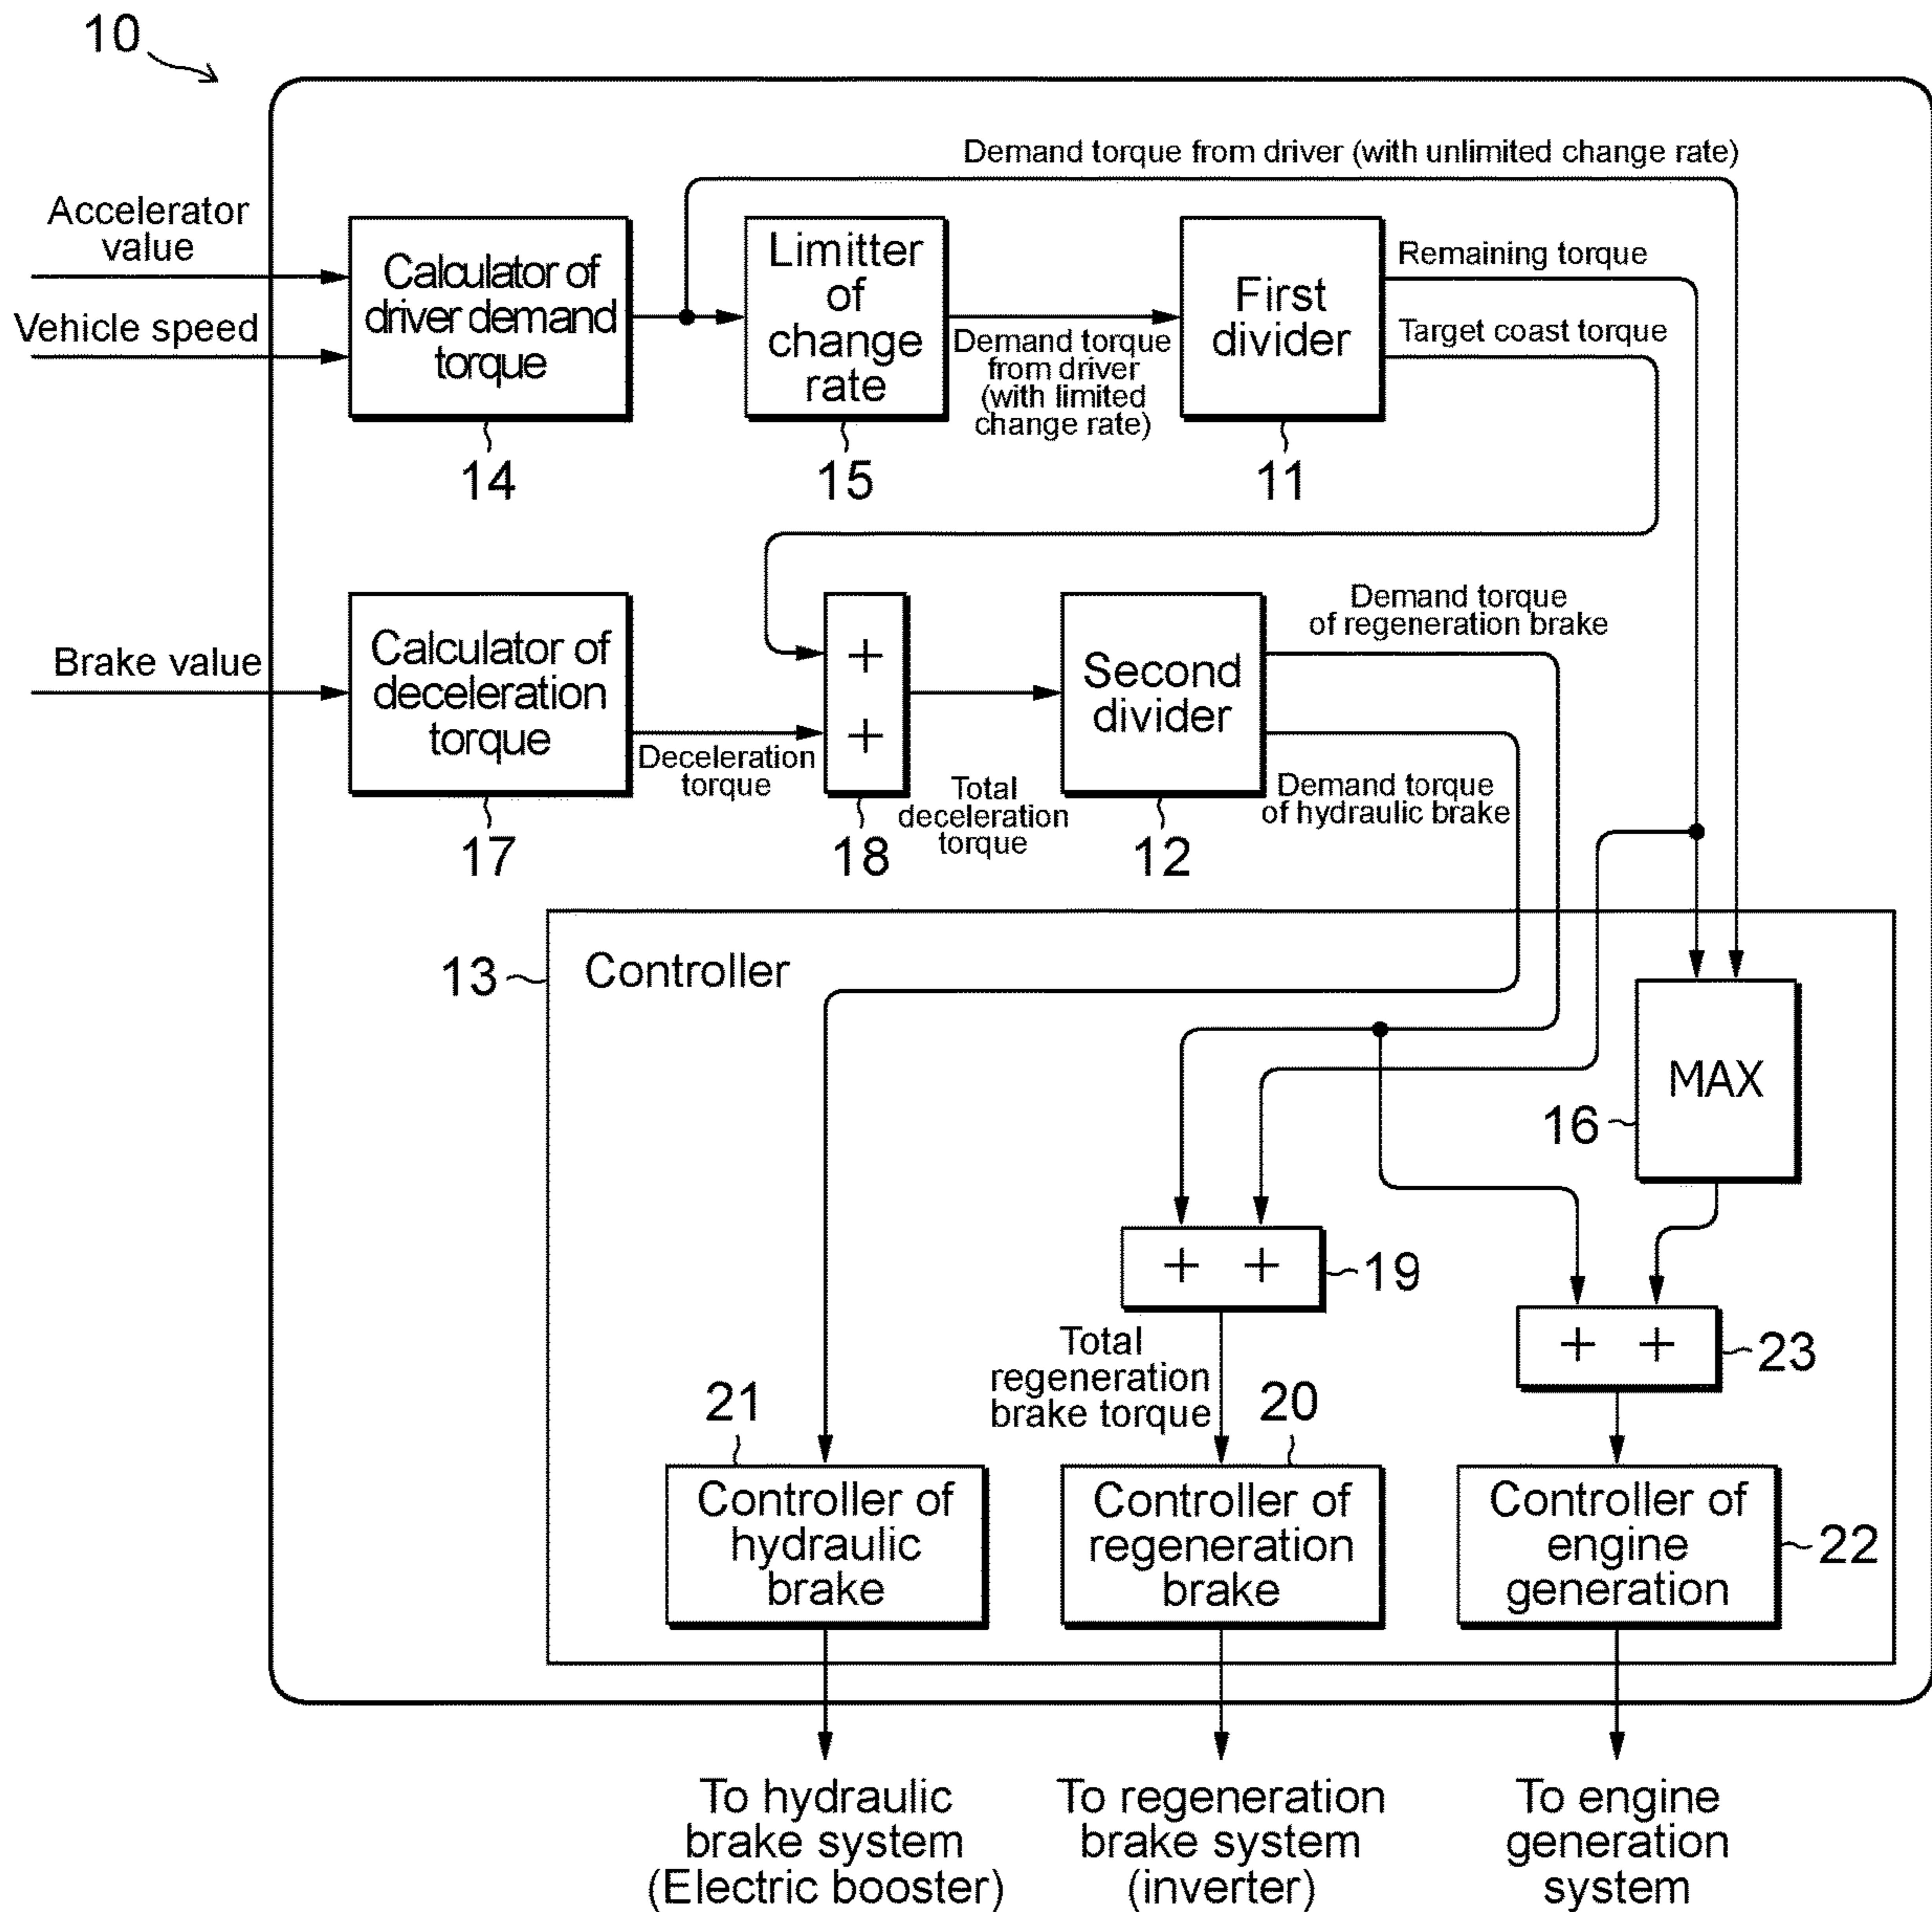 10
Demand torque from driver (with unlimited change rate)
Accelerator
value
Vehicle speed
Calculator of
driver demand
torque
14
Limitter
of
change
rate
15
Demand torque
from driver
(with limited
change rate)
First
divider
11
Remaining torque
Target coast torque
Brake value
Calculator of
deceleration
torque
17
Deceleration
torque
+
+
18
Total
deceleration
torque
Second
divider
12
Demand torque
of regeneration brake
Demand torque
of hydraulic brake
13
Controller
MAX
16
+ +
19
+ +
23
Total
regeneration
brake torque
21
Controller of
hydraulic
brake
20
Controller of
regeneration
brake
Controller of
engine
generation
22
To hydraulic
brake system
(Electric booster)
To regeneration
brake system
(inverter)
To engine
generation
system